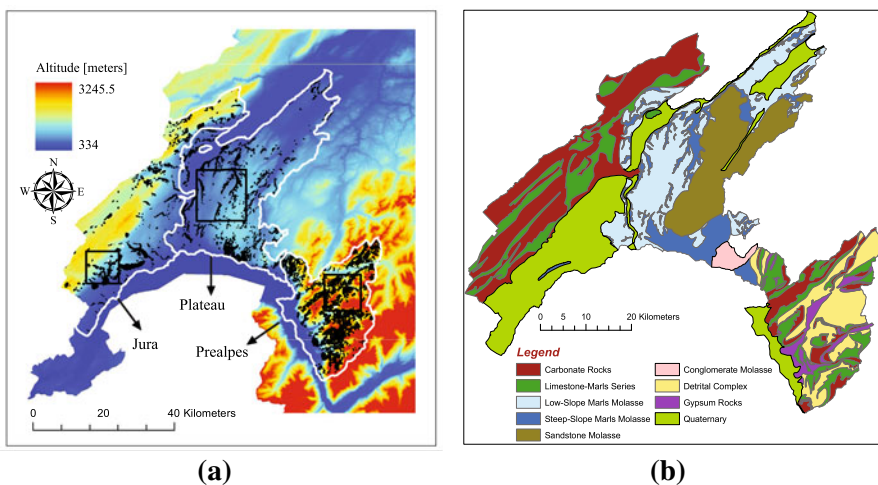 Altitude [meters]
3245.5
334
N
W E
S
Plateau
Jura
Prealpes
0 20 40 Kilometers
(a)
0 5 10 20 Kilometers
Legend
Carbonate Rocks
Limestone-Marls Series
Low-Slope Marls Molasse
Steep-Slope Marls Molasse
Sandstone Molasse
Conglomerate Molasse
Detrital Complex
Gypsum Rocks
Quaternary
(b)